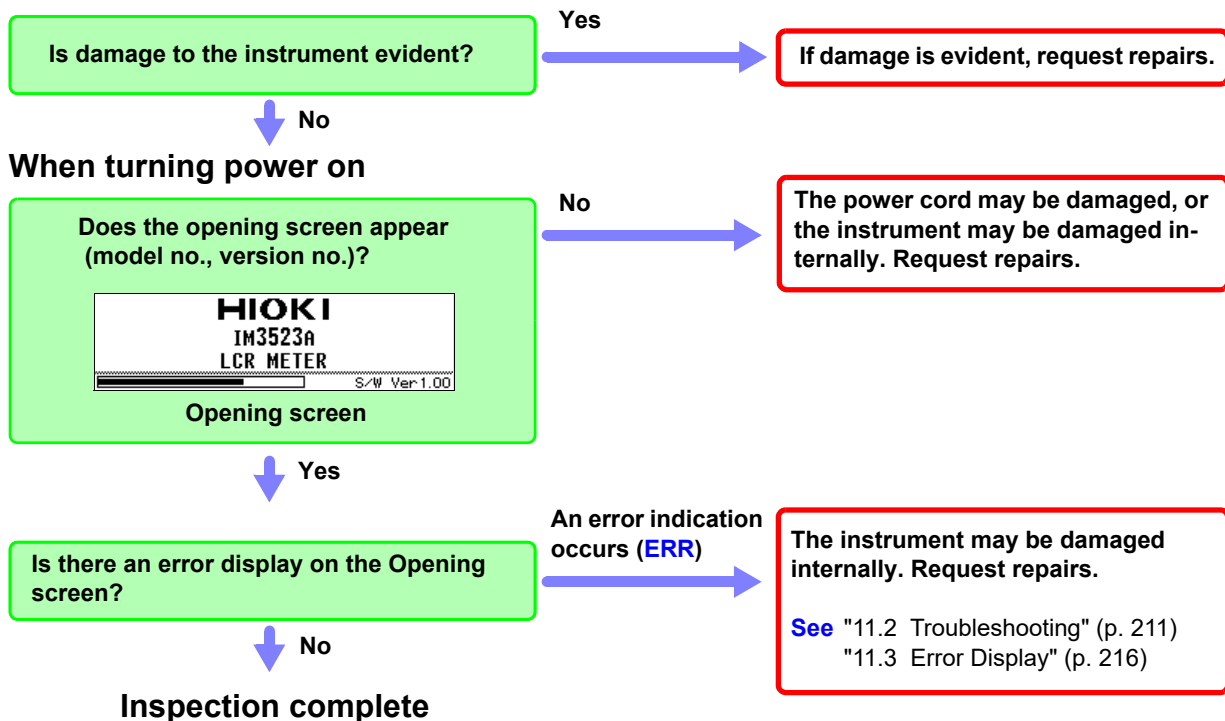 Is damage to the instrument evident?
Yes
If damage is evident, request repairs.
No
When turning power on
Does the opening screen appear
(model no., version no.)?
HIOKI
IM3523A
LCR METER
S/W Ver1.00
Opening screen
No
The power cord may be damaged, or
the instrument may be damaged in-
ternally. Request repairs.
Yes
Is there an error display on the Opening
screen?
An error indication
occurs (ERR)
The instrument may be damaged
internally. Request repairs.
See "11.2 Troubleshooting" (p. 211)
"11.3 Error Display" (p. 216)
No
Inspection complete